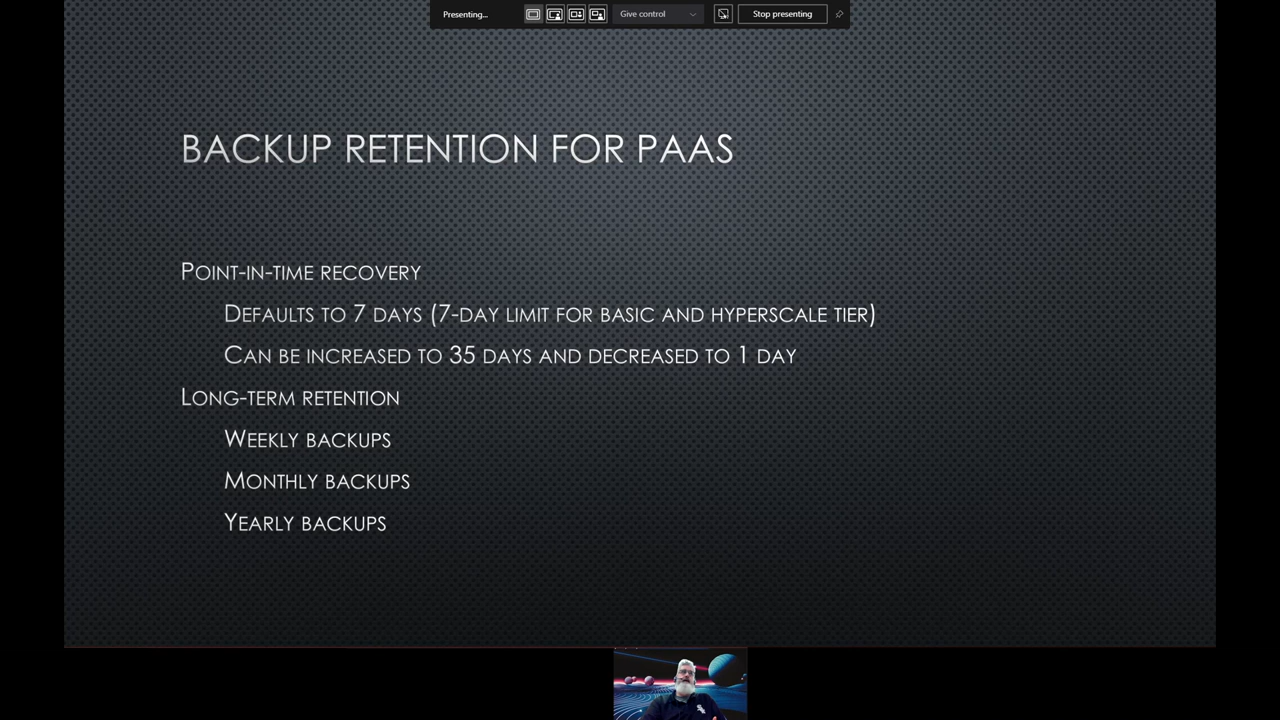 Presenting...
Give control
Stop presenting
BACKUP RETENTION FOR PAAS
POINT-IN-TIME RECOVERY
DEFAULTS TO 7 DAYS (7-DAY LIMIT FOR BASIC AND HYPERSCALE TIER)
CAN BE INCREASED TO 35 DAYS AND DECREASED TO 1 DAY
LONG-TERM RETENTION
WEEKLY BACKUPS
MONTHLY BACKUPS
YEARLY BACKUPS